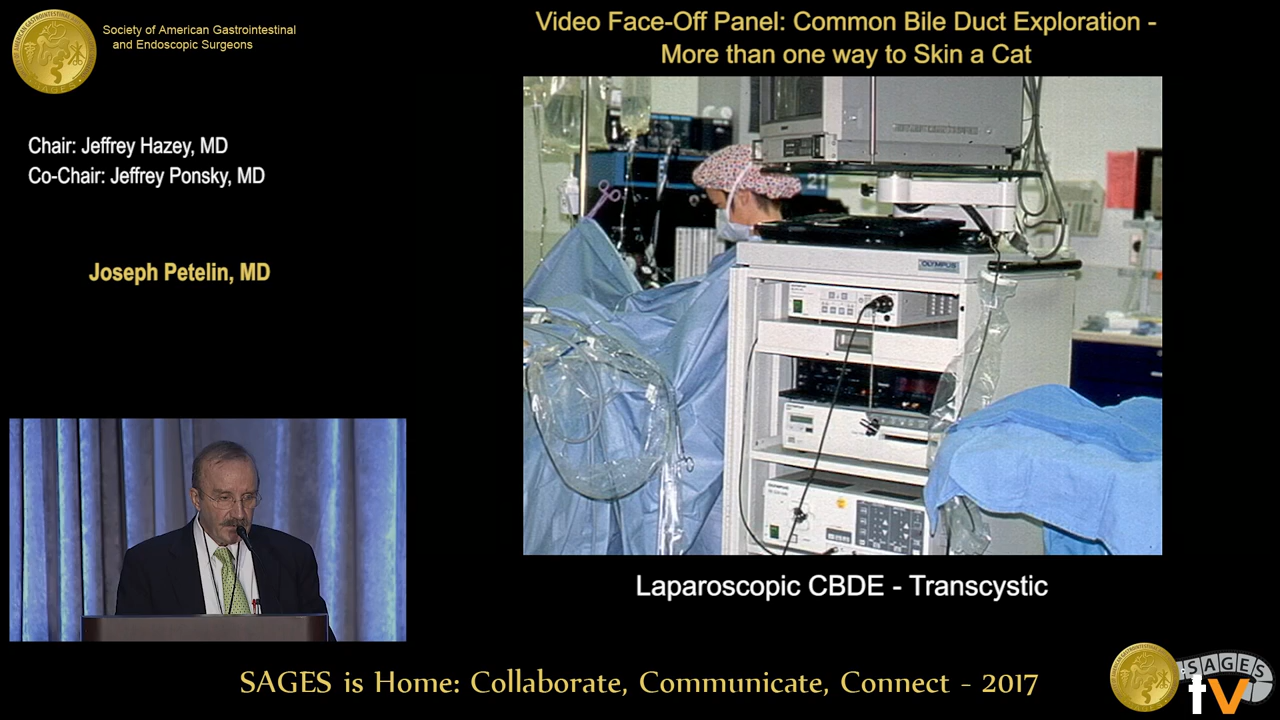 Society of American Gastrointestinal
and Endoscopic Surgeons
Video Face-Off Panel: Common Bile Duct Exploration -
More than one way to Skin a Cat
Chair: Jeffrey Hazey, MD
Co-Chair: Jeffrey Ponsky, MD
Joseph Petelin, MD
21
OLYMPUS
Laparoscopic CBDE - Transcystic
SAGES is Home: Collaborate, Communicate, Connect - 2017
SAGES
tv